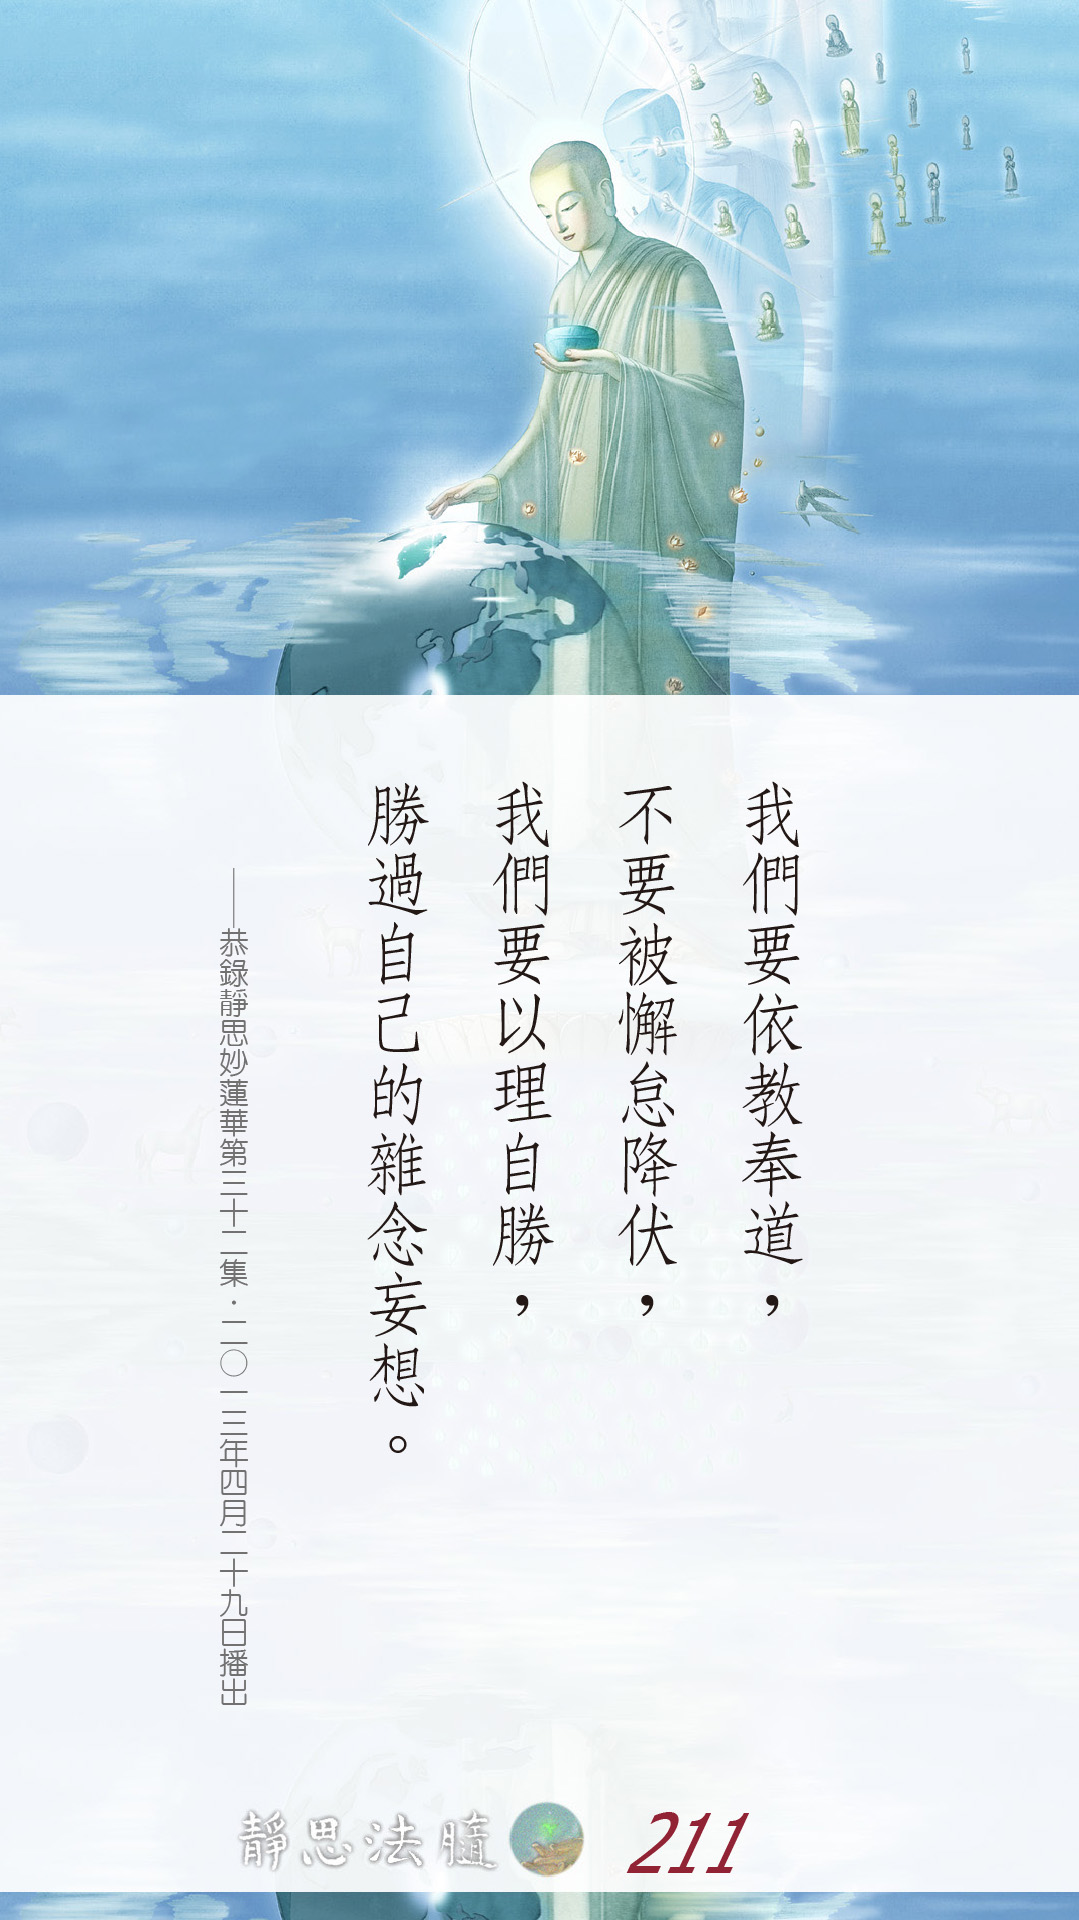 我們要依教奉道，
不要被懈怠降伏，
我們要以理自勝，
勝過自己的雜念妄想。
——恭錄靜思妙蓮華第三十二集・二〇一三年四月二十九日播出
靜思法髓
211